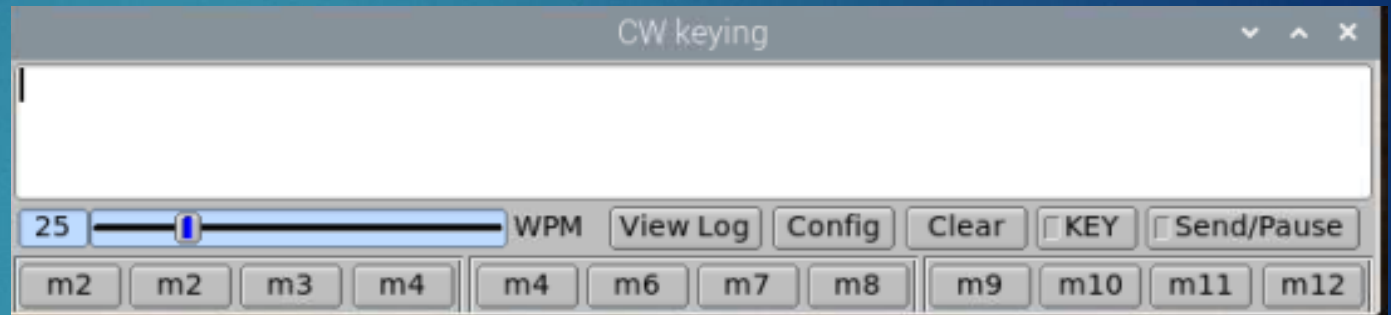 CW keying
25 WPM View Log Config Clear KEY Send/Pause
m2 m2 m3 m4 m4 m6 m7 m8 m9 m10 m11 m12